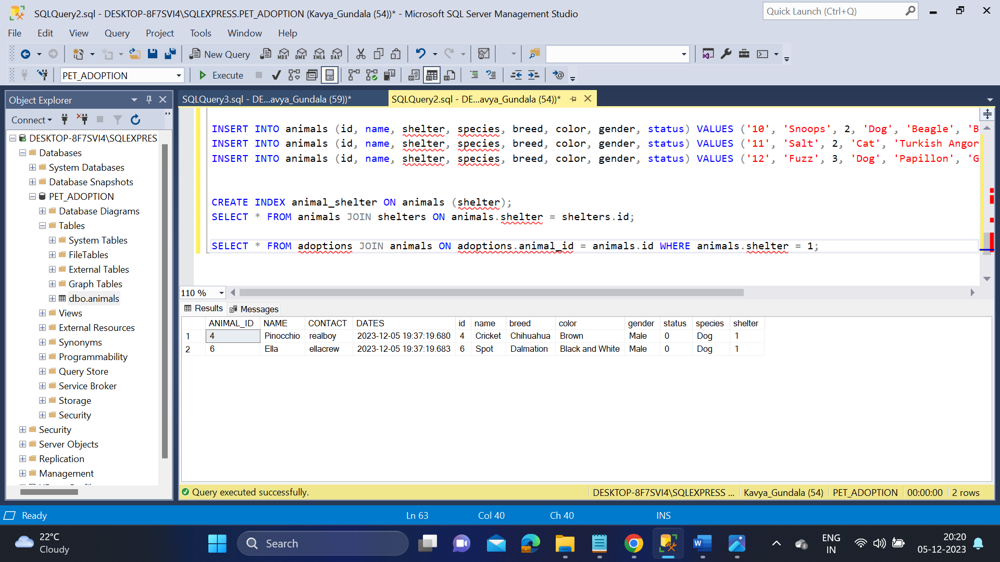 SQLQuery2.sql - DESKTOP-8F7SVI4\SQLEXPRESS.PET_ADOPTION (Kavya_Gundala (54))* - Microsoft SQL Server Management Studio
Quick Launch (Ctrl+Q)
File Edit View Query Project Tools Window Help
New Query MDX DMX XMLA DAX
PET_ADOPTION Execute
Object Explorer
SQLQuery3.sql - DE...avya_Gundala (59))*
SQLQuery2.sql - DE...avya_Gundala (54))*
Connect
DESKTOP-8F7SVI4\SQLEXPRES
Databases
System Databases
Database Snapshots
PET_ADOPTION
Database Diagrams
Tables
System Tables
FileTables
External Tables
Graph Tables
dbo.animals
Views
External Resources
Synonyms
Programmability
Query Store
Service Broker
Storage
Security
Security
Server Objects
Replication
Management
INSERT INTO animals (id, name, shelter, species, breed, color, gender, status) VALUES ('10', 'Snoops', 2, 'Dog', 'Beagle', 'B
INSERT INTO animals (id, name, shelter, species, breed, color, gender, status) VALUES ('11', 'Salt', 2, 'Cat', 'Turkish Angor
INSERT INTO animals (id, name, shelter, species, breed, color, gender, status) VALUES ('12', 'Fuzz', 3, 'Dog', 'Papillon', 'G
CREATE INDEX animal_shelter ON animals (shelter);
SELECT * FROM animals JOIN shelters ON animals.shelter = shelters.id;
SELECT * FROM adoptions JOIN animals ON adoptions.animal_id = animals.id WHERE animals.shelter = 1;
110 %
Results Messages
ANIMAL_ID NAME CONTACT DATES id name breed color gender status species shelter
1 4 Pinocchio realboy 2023-12-05 19:37:19.680 4 Cricket Chihuahua Brown Male 0 Dog 1
2 6 Ella ellacrew 2023-12-05 19:37:19.683 6 Spot Dalmation Black and White Male 0 Dog 1
Query executed successfully.
DESKTOP-8F7SVI4\SQLEXPRESS ... Kavya_Gundala (54) PET_ADOPTION 00:00:00 2 rows
Ready Ln 63 Col 40 Ch 40 INS
22°C
Cloudy
Search
ENG
IN
20:20
05-12-2023